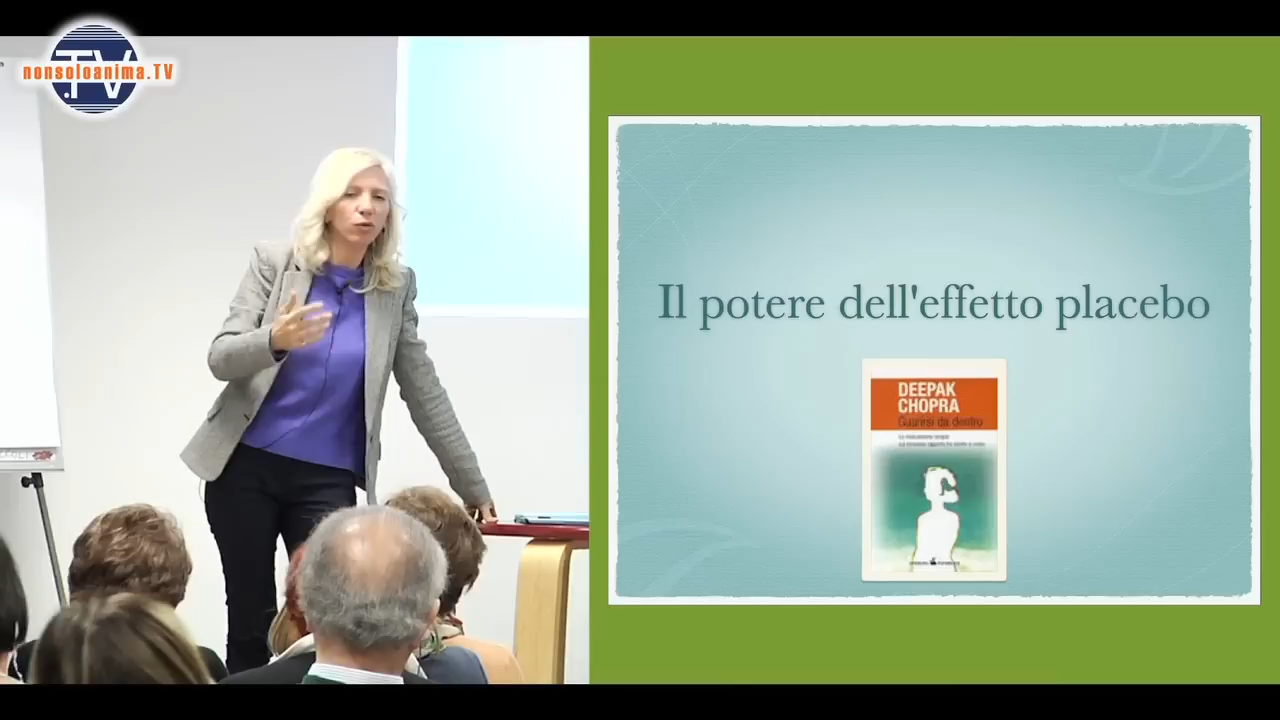 .TV
nonsoloanima.TV
Il potere dell'effetto placebo
DEEPAK
CHOPRA
Guarirsi da dentro